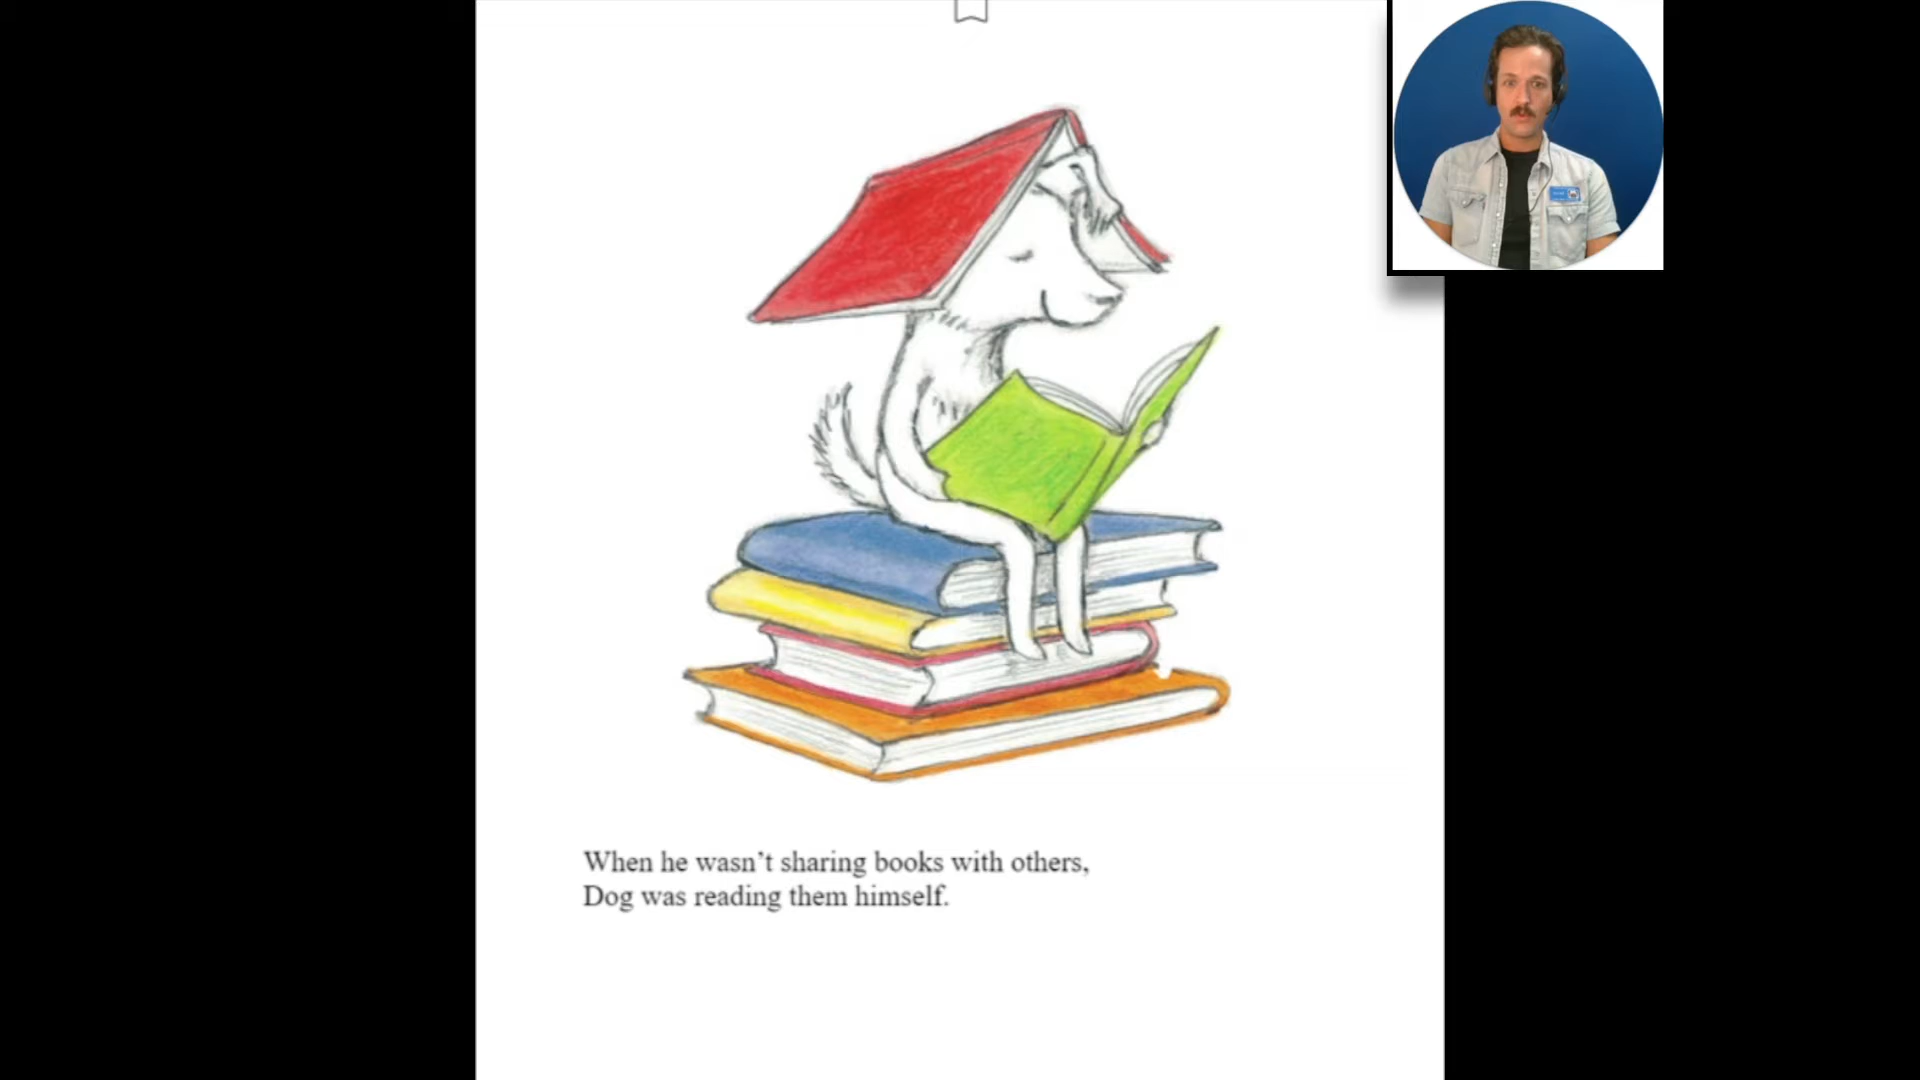 When he wasn’t sharing books with others,
Dog was reading them himself.